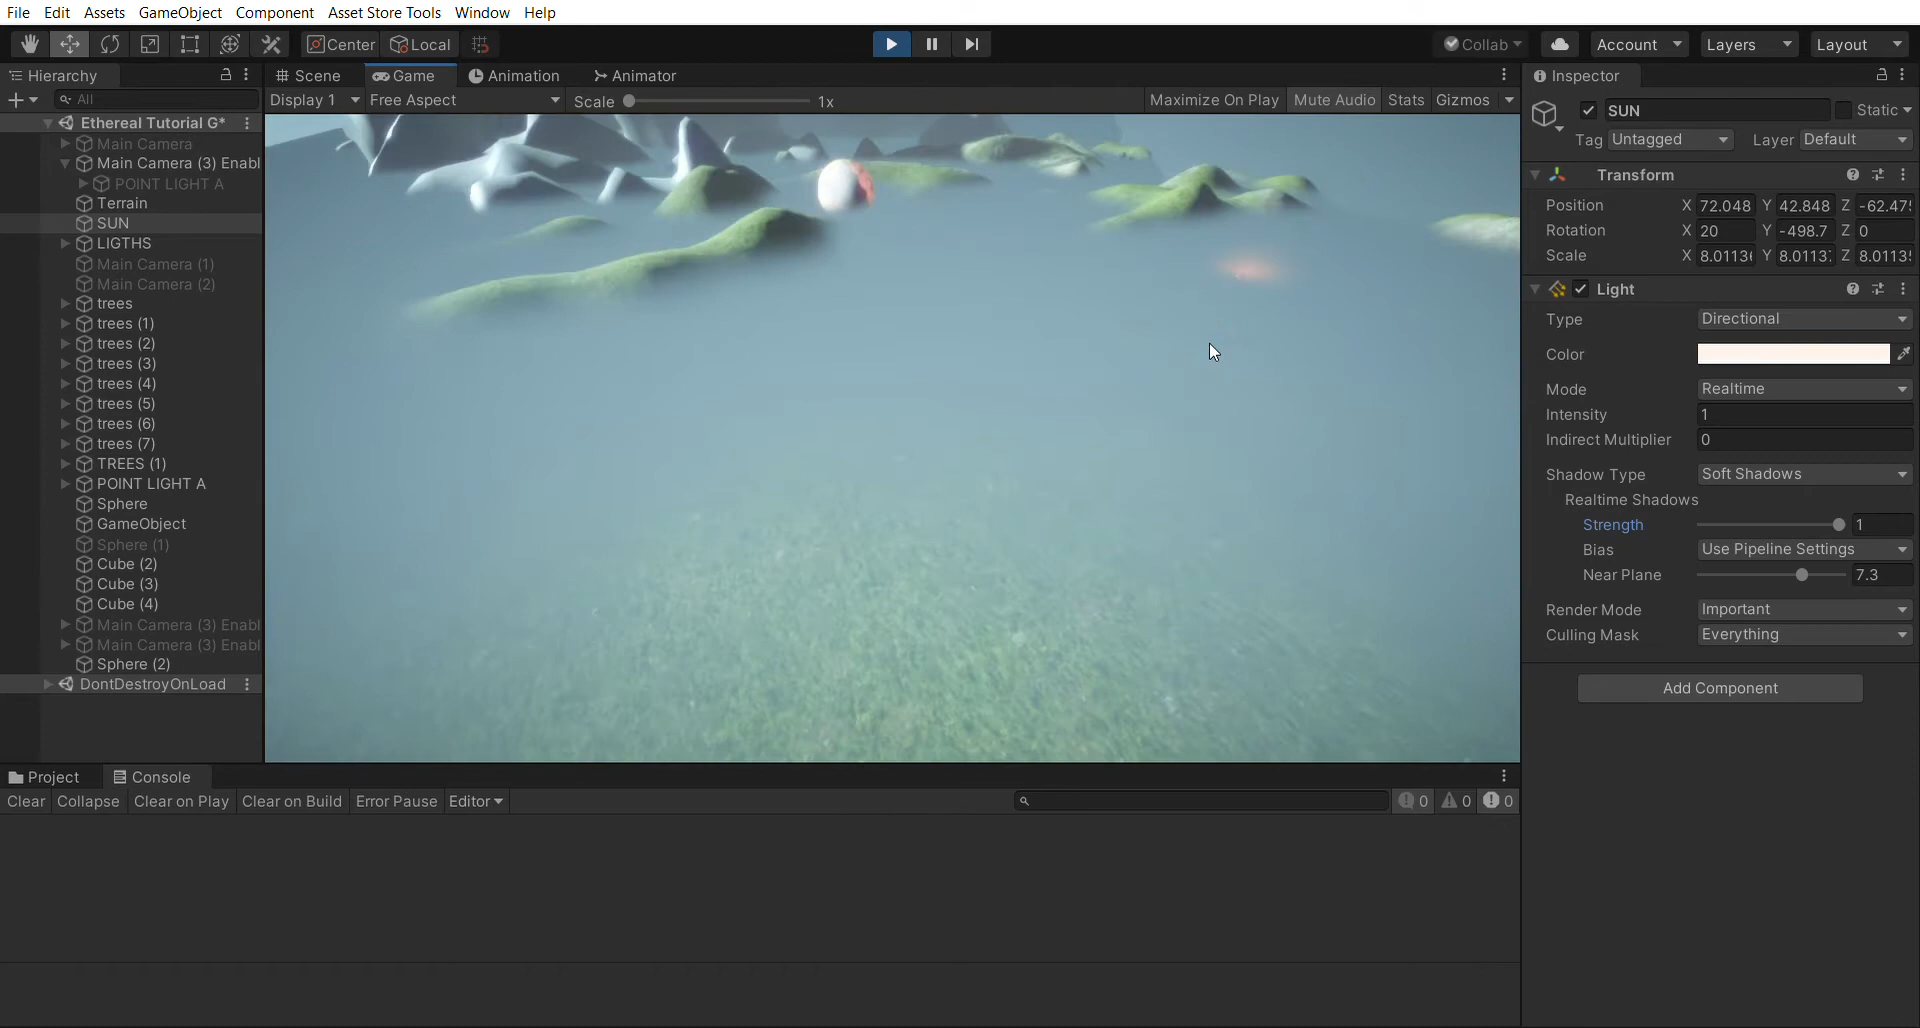 File Edit Assets GameObject Component Asset Store Tools Window Help
Center Local Collab Account Layers Layout
Hierarchy
All
Ethereal Tutorial G*
Main Camera
Main Camera (3) Enabl
POINT LIGHT A
Terrain
SUN
LIGTHS
Main Camera (1)
Main Camera (2)
trees
trees (1)
trees (2)
trees (3)
trees (4)
trees (5)
trees (6)
trees (7)
TREES (1)
POINT LIGHT A
Sphere
GameObject
Sphere (1)
Cube (2)
Cube (3)
Cube (4)
Main Camera (3) Enabl
Main Camera (3) Enabl
Sphere (2)
DontDestroyOnLoad
Scene Game Animation Animator
Display 1 Free Aspect Scale 1x Maximize On Play Mute Audio Stats Gizmos
Inspector
SUN Static
Tag Untagged Layer Default
Transform
Position X 72.048 Y 42.848 Z -62.475
Rotation X 20 Y -498.7 Z 0
Scale X 8.01136 Y 8.01137 Z 8.01135
Light
Type Directional
Color
Mode Realtime
Intensity 1
Indirect Multiplier 0
Shadow Type Soft Shadows
Realtime Shadows
Strength 1
Bias Use Pipeline Settings
Near Plane 7.3
Render Mode Important
Culling Mask Everything
Add Component
Project Console
Clear Collapse Clear on Play Clear on Build Error Pause Editor 0 0 0